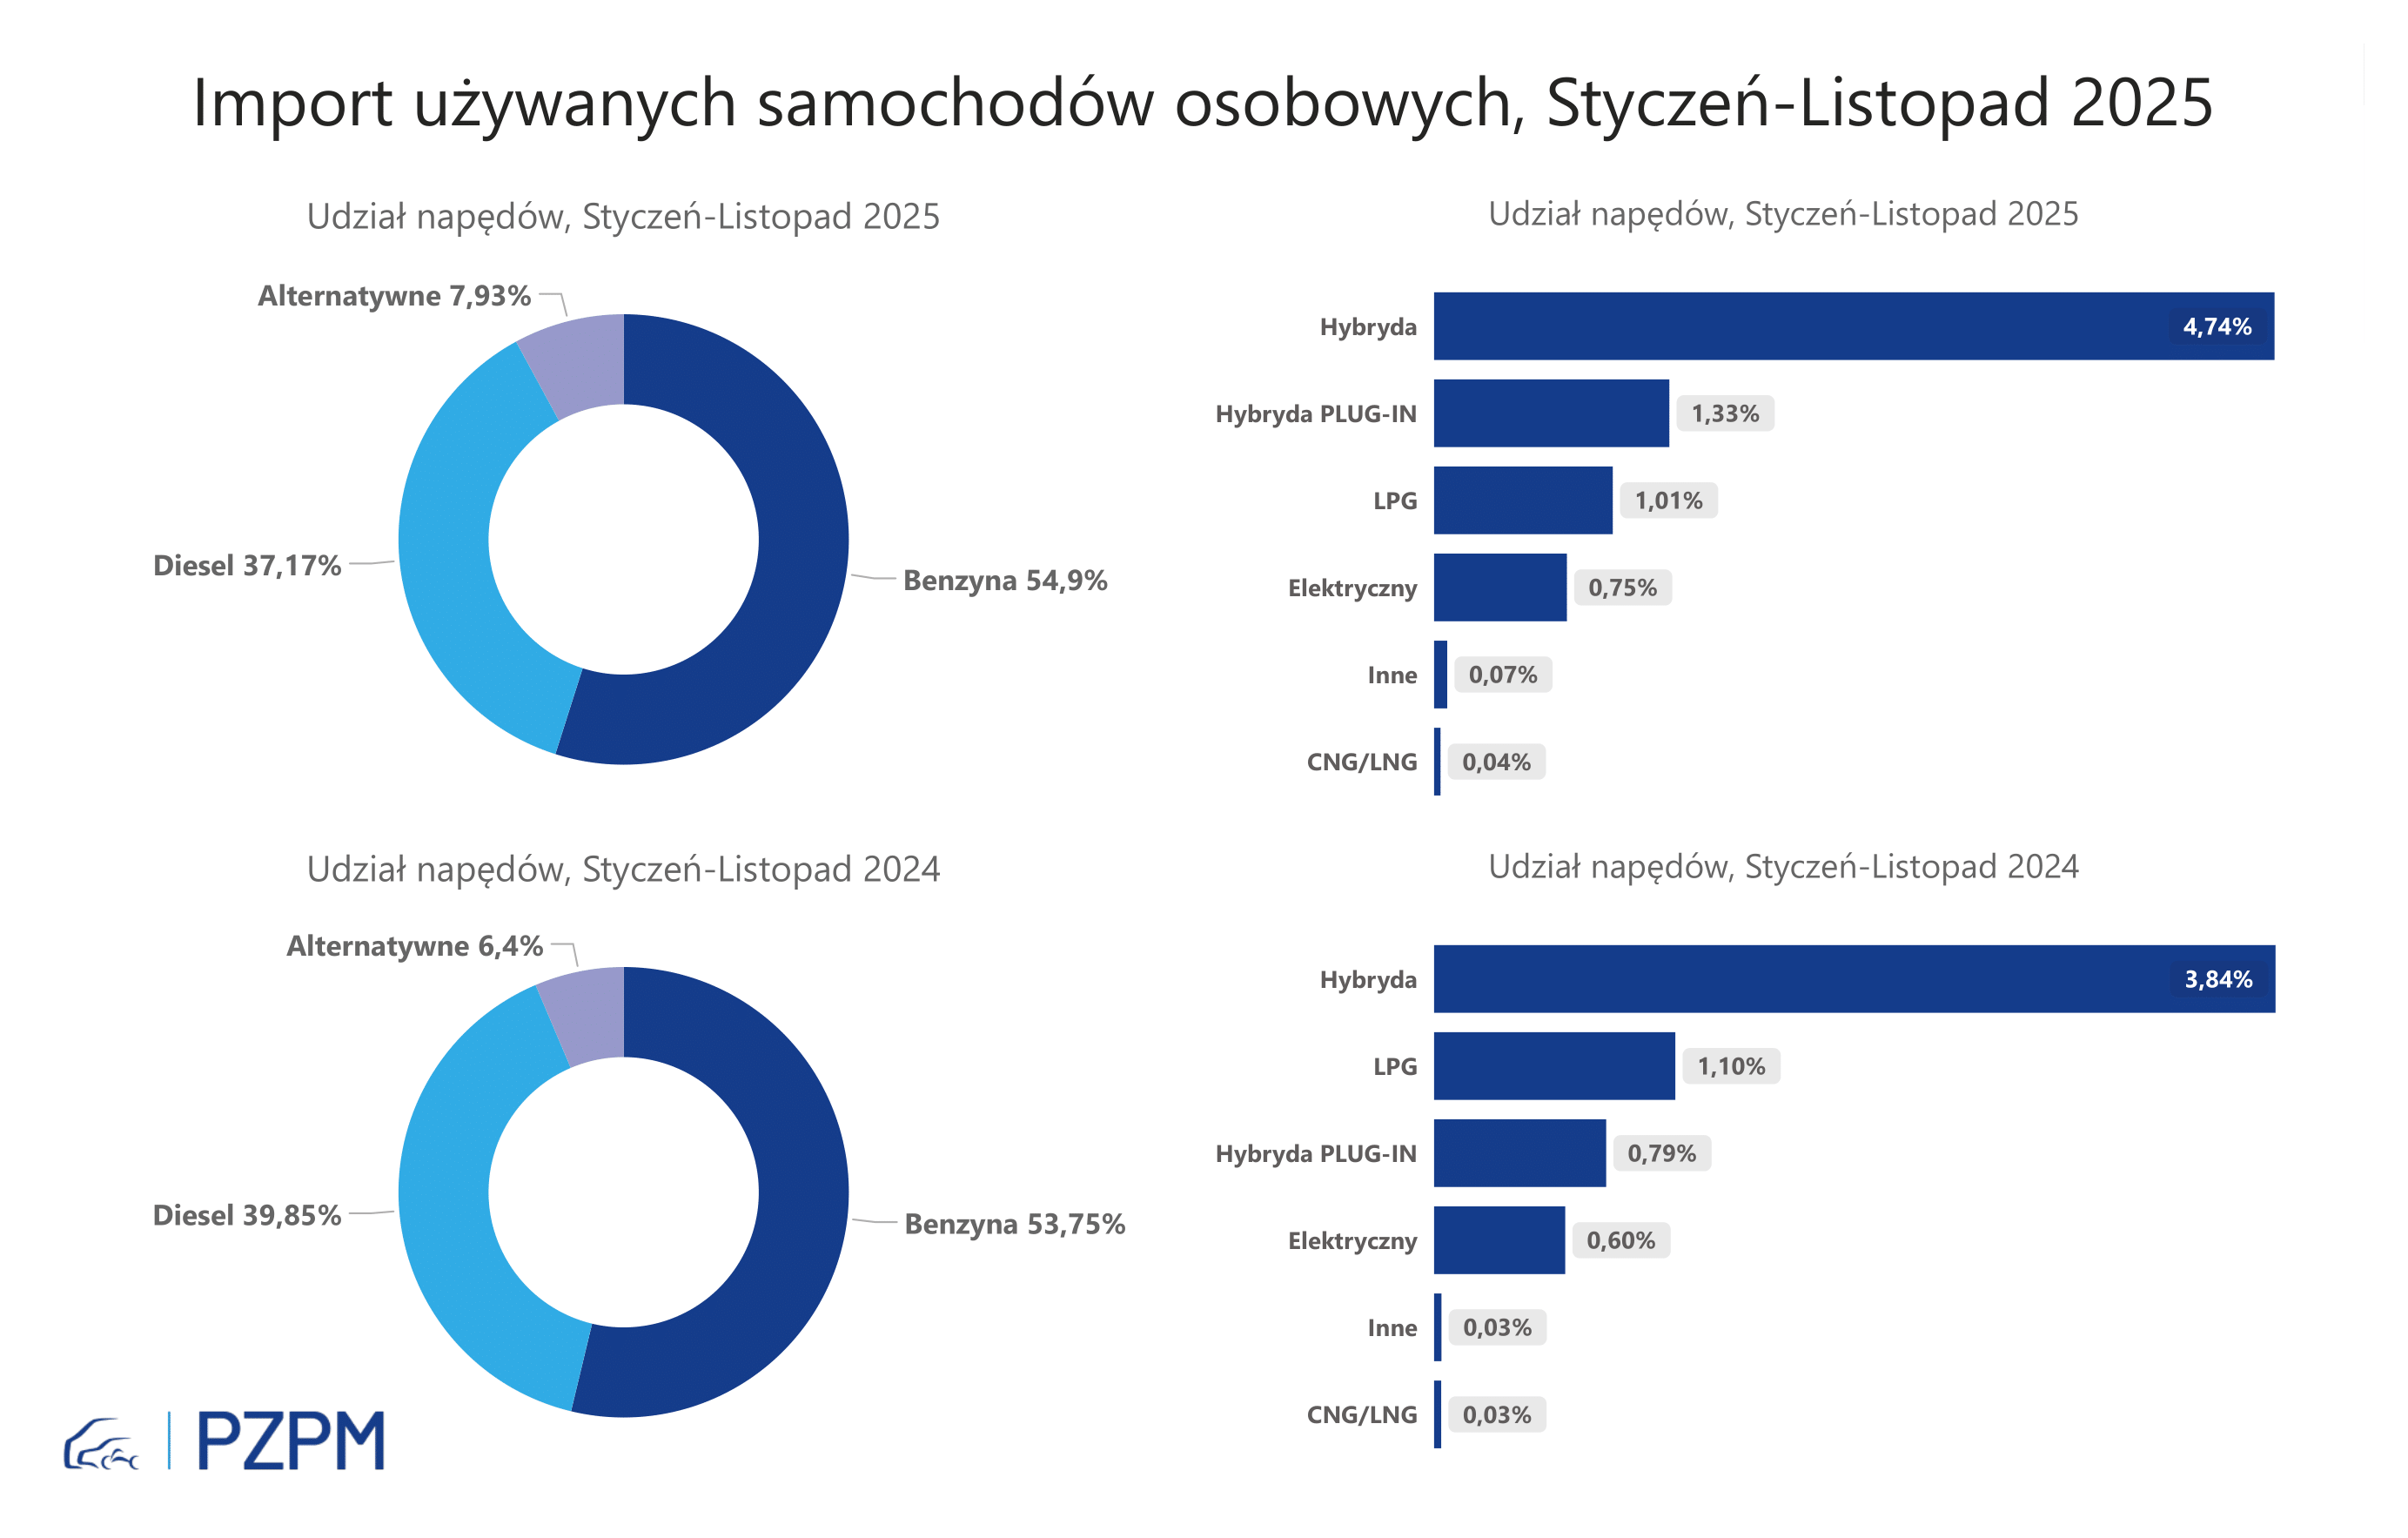 Import używanych samochodów osobowych, Styczeń-Listopad 2025
Udział napędów, Styczeń-Listopad 2025
Alternatywne 7,93%
Diesel 37,17%
Benzyna 54,9%
Udział napędów, Styczeń-Listopad 2025
Hybryda 4,74%
Hybryda PLUG-IN 1,33%
LPG 1,01%
Elektryczny 0,75%
Inne 0,07%
CNG/LNG 0,04%
Udział napędów, Styczeń-Listopad 2024
Alternatywne 6,4%
Diesel 39,85%
Benzyna 53,75%
Udział napędów, Styczeń-Listopad 2024
Hybryda 3,84%
LPG 1,10%
Hybryda PLUG-IN 0,79%
Elektryczny 0,60%
Inne 0,03%
CNG/LNG 0,03%
PZPM